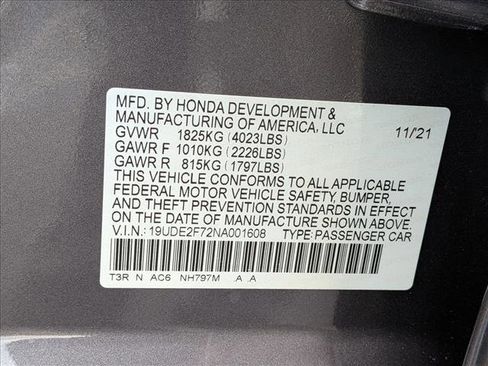 MFD. BY HONDA DEVELOPMENT &
MANUFACTURING OF AMERICA, LLC 11/21
GVWR 1825KG (4023LBS)
GAWR F 1010KG (2226LBS)
GAWR R 815KG (1797LBS)
THIS VEHICLE CONFORMS TO ALL APPLICABLE
FEDERAL MOTOR VEHICLE SAFETY, BUMPER,
AND THEFT PREVENTION STANDARDS IN EFFECT
ON THE DATE OF MANUFACTURE SHOWN ABOVE.
V.I.N.: 19UDE2F72NA001608 TYPE: PASSENGER CAR
T3R N AC6 NH797M .A .A